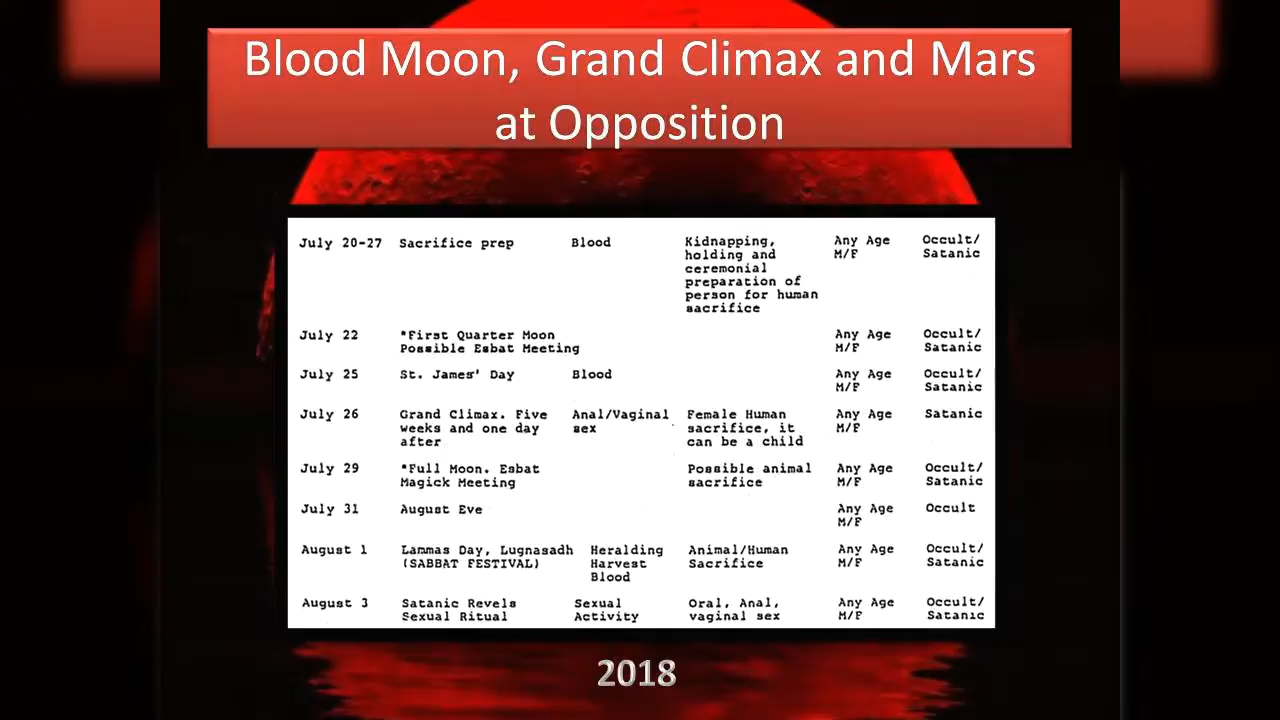 Blood Moon, Grand Climax and Mars
at Opposition
July 20-27 Sacrifice prep Blood Kidnapping, Any Age Occult/
holding and M/F Satanic
ceremonial
preparation of
person for human
sacrifice
July 22 *First Quarter Moon Any Age Occult/
Possible Esbat Meeting M/F Satanic
July 25 St. James' Day Blood Any Age Occult/
M/F Satanic
July 26 Grand Climax. Five Anal/Vaginal Female Human Any Age Satanic
weeks and one day sex sacrifice, it M/F
after can be a child
July 29 *Full Moon. Esbat Possible animal Any Age Occult/
Magick Meeting sacrifice M/F Satanic
July 31 August Eve Any Age Occult
M/F
August 1 Lammas Day, Lugnasadh Heralding Animal/Human Any Age Occult/
(SABBAT FESTIVAL) Harvest Sacrifice M/F Satanic
Blood
August 3 Satanic Revels Sexual Oral, Anal, Any Age Occult/
Sexual Ritual Activity vaginal sex M/F Satanic
2018